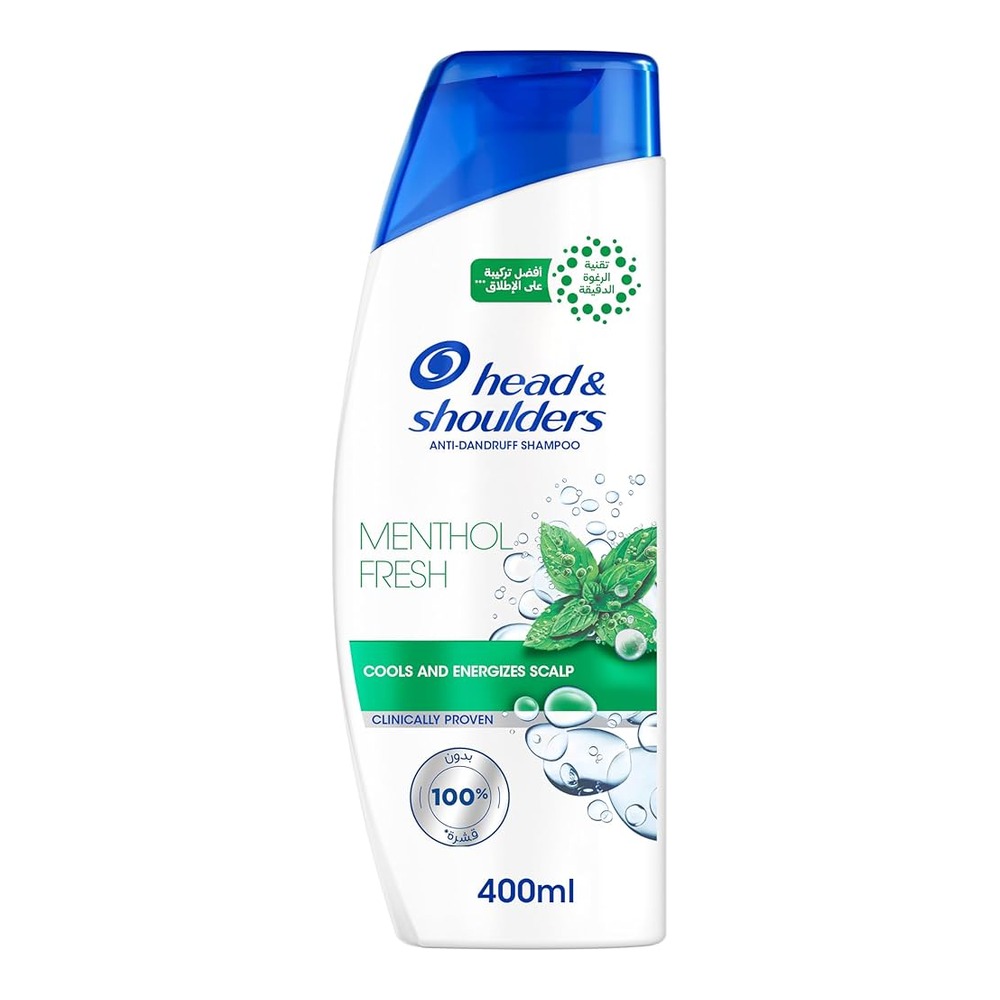 أفضل تركيبة
على الإطلاق***
تقنية
الرغوة
الدقيقة
head &
shoulders
ANTI-DANDRUFF SHAMPOO
MENTHOL
FRESH
COOLS AND ENERGIZES SCALP
CLINICALLY PROVEN
بدون
100%
قشرة*
400ml